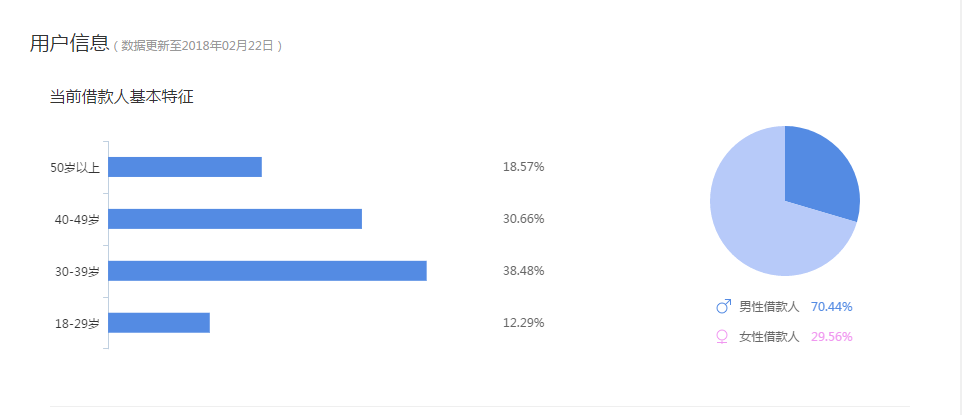 用户信息（数据更新至2018年02月22日）
当前借款人基本特征
50岁以上 18.57%
40-49岁 30.66%
30-39岁 38.48%
18-29岁 12.29%
男性借款人 70.44%
女性借款人 29.56%